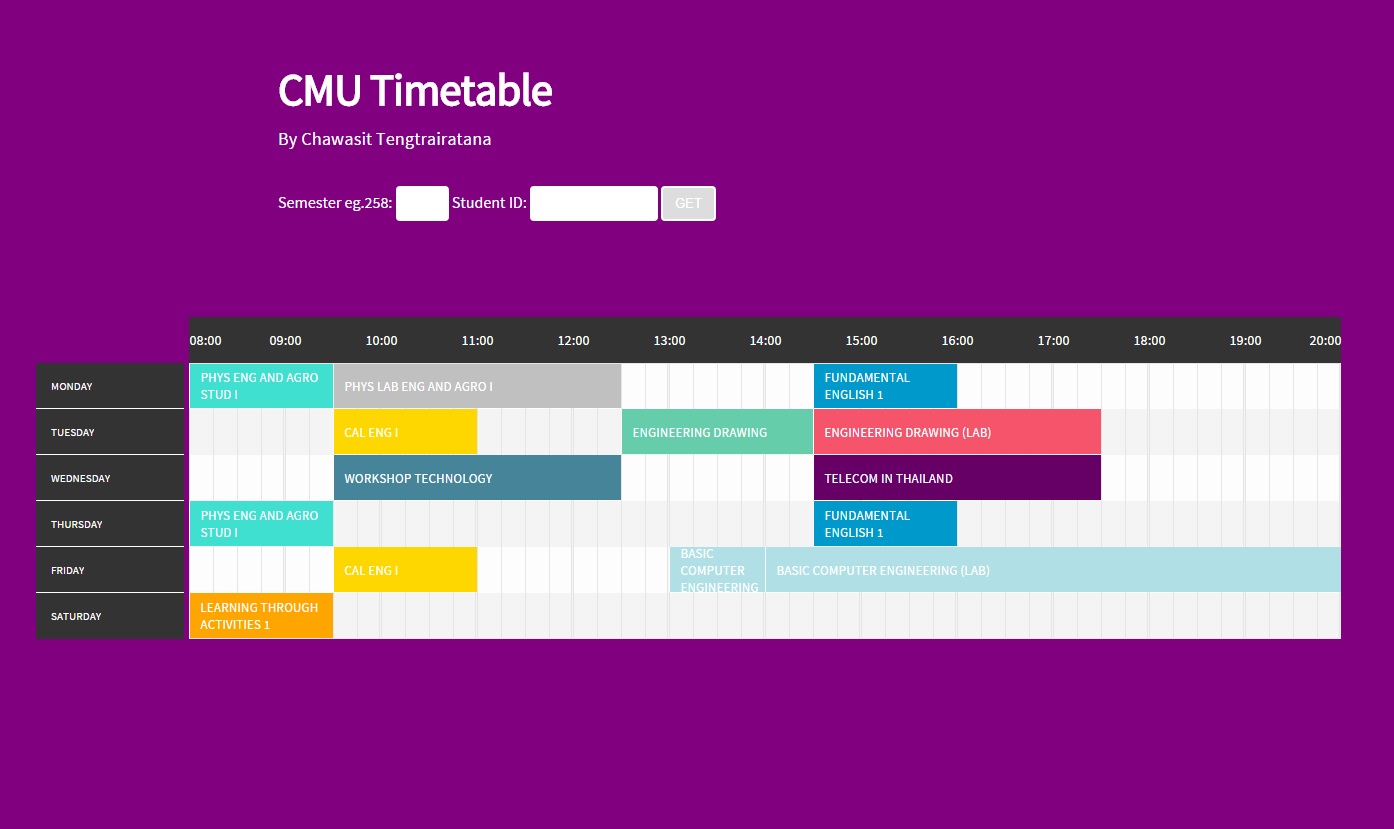 CMU Timetable
By Chawasit Tengtrairatana
Semester eg.258: Student ID: GET
08:00 09:00 10:00 11:00 12:00 13:00 14:00 15:00 16:00 17:00 18:00 19:00 20:00
MONDAY
PHYS ENG AND AGRO
STUD I
PHYS LAB ENG AND AGRO I
FUNDAMENTAL
ENGLISH 1
TUESDAY
CAL ENG I
ENGINEERING DRAWING
ENGINEERING DRAWING (LAB)
WEDNESDAY
WORKSHOP TECHNOLOGY
TELECOM IN THAILAND
THURSDAY
PHYS ENG AND AGRO
STUD I
FUNDAMENTAL
ENGLISH 1
FRIDAY
CAL ENG I
BASIC
COMPUTER
ENGINEERING
BASIC COMPUTER ENGINEERING (LAB)
SATURDAY
LEARNING THROUGH
ACTIVITIES 1